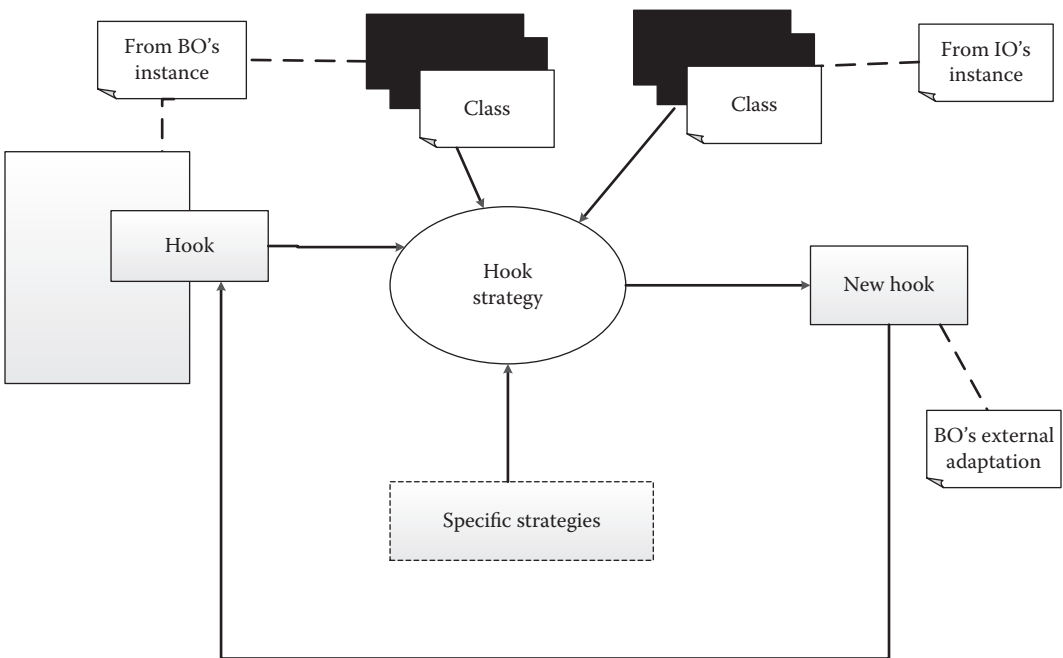 From BO’s
instance
Class
Class
From IO’s
instance
Hook
Hook
strategy
New hook
BO’s external
adaptation
Specific strategies